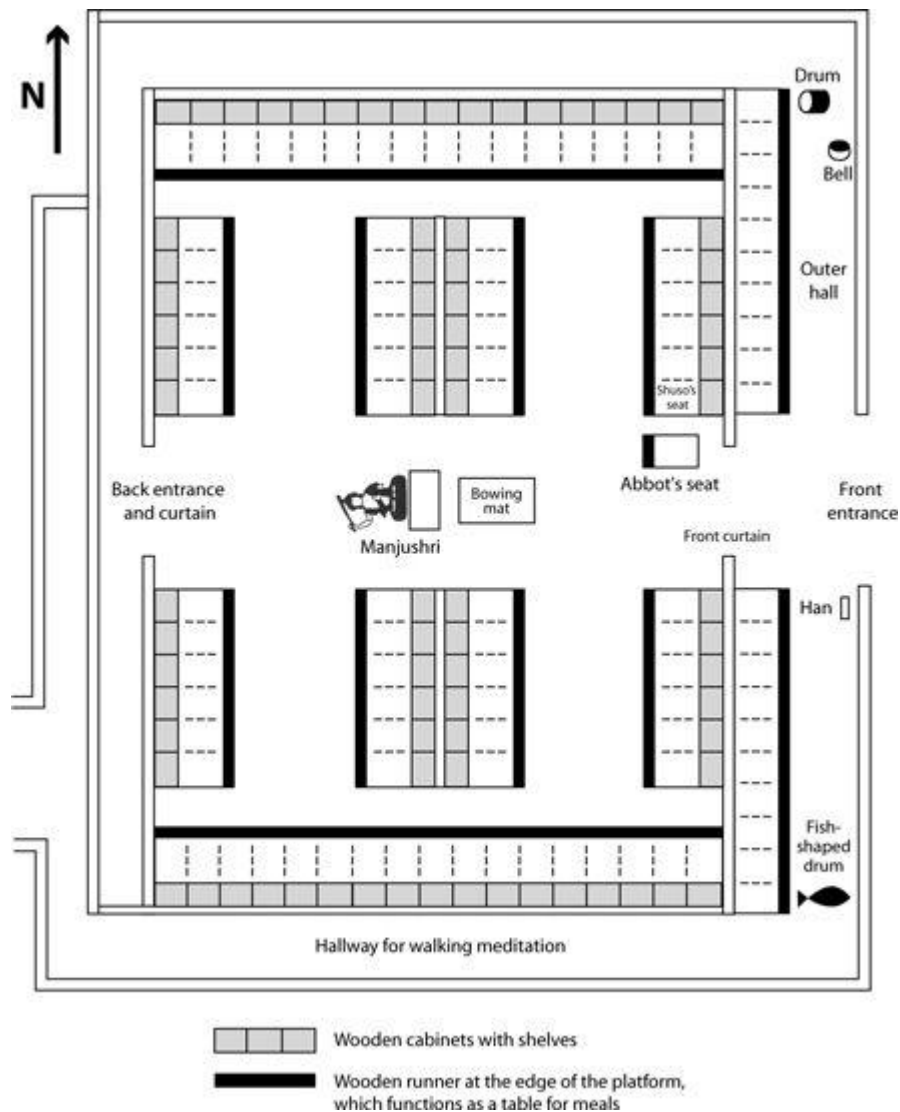 N
Drum
Bell
Outer
hall
Shuso's
seat
Abbot's seat
Back entrance
and curtain
Bowing
mat
Manjushri
Front
entrance
Front curtain
Han
Fish-
shaped
drum
Hallway for walking meditation
Wooden cabinets with shelves
Wooden runner at the edge of the platform,
which functions as a table for meals